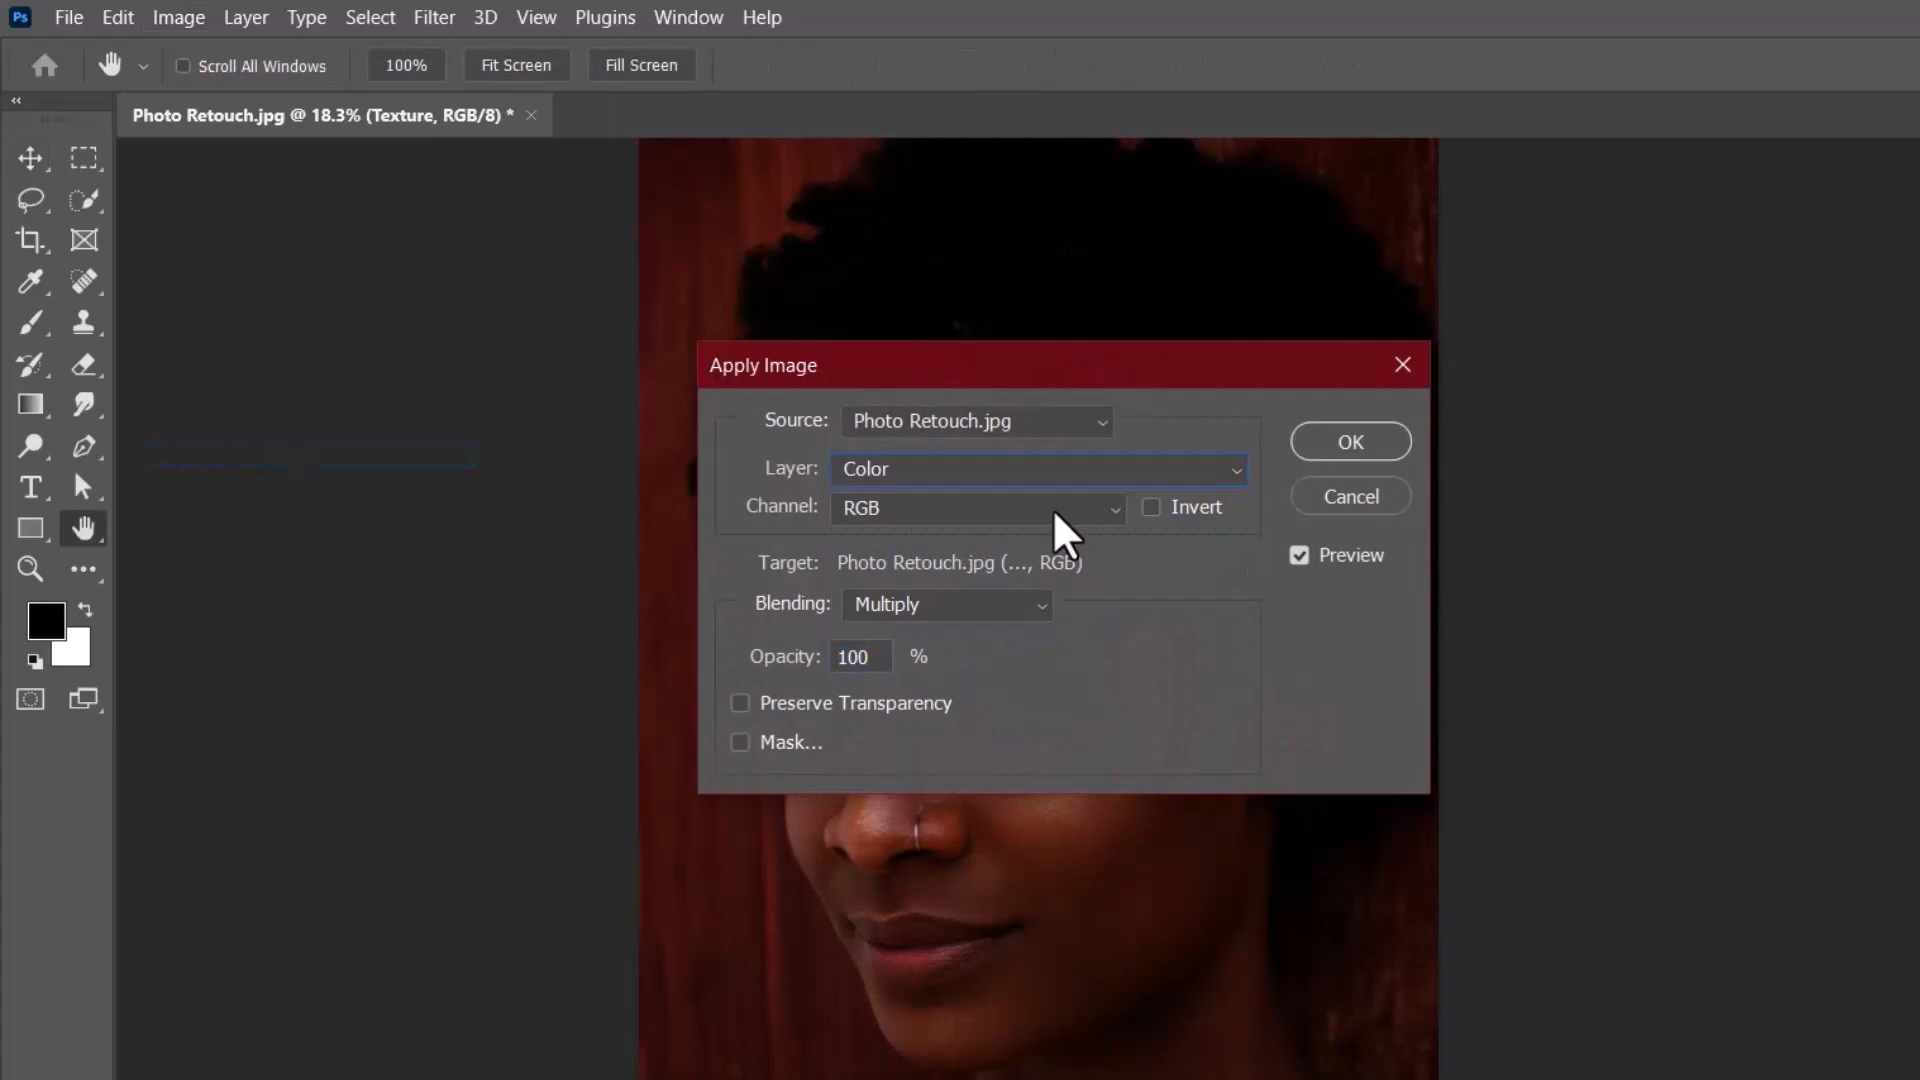 Ps File Edit Image Layer Type Select Filter 3D View Plugins Window Help
Scroll All Windows 100% Fit Screen Fill Screen
Photo Retouch.jpg @ 18.3% (Texture, RGB/8) *
Apply Image
Source: Photo Retouch.jpg
OK
Layer: Color
Cancel
Channel: RGB Invert
Preview
Target: Photo Retouch.jpg (..., RGB)
Blending: Multiply
Opacity: 100 %
Preserve Transparency
Mask...